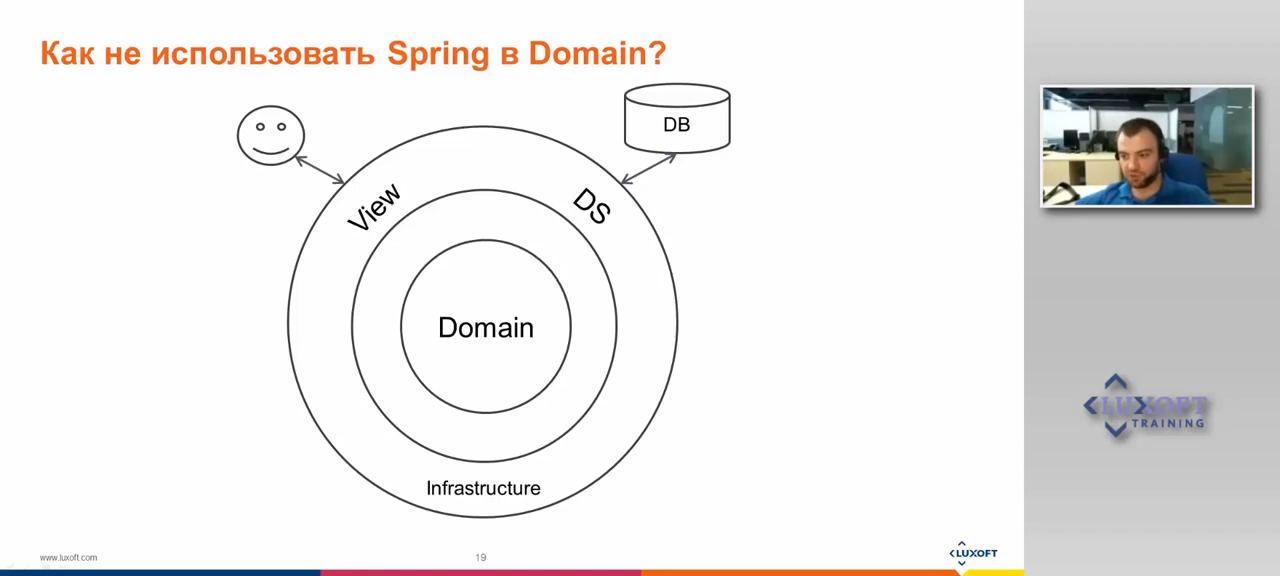 Как не использовать Spring в Domain?
DB
View
DS
Domain
Infrastructure
www.luxoft.com
19
LUXOFT
LUXOFT
TRAINING